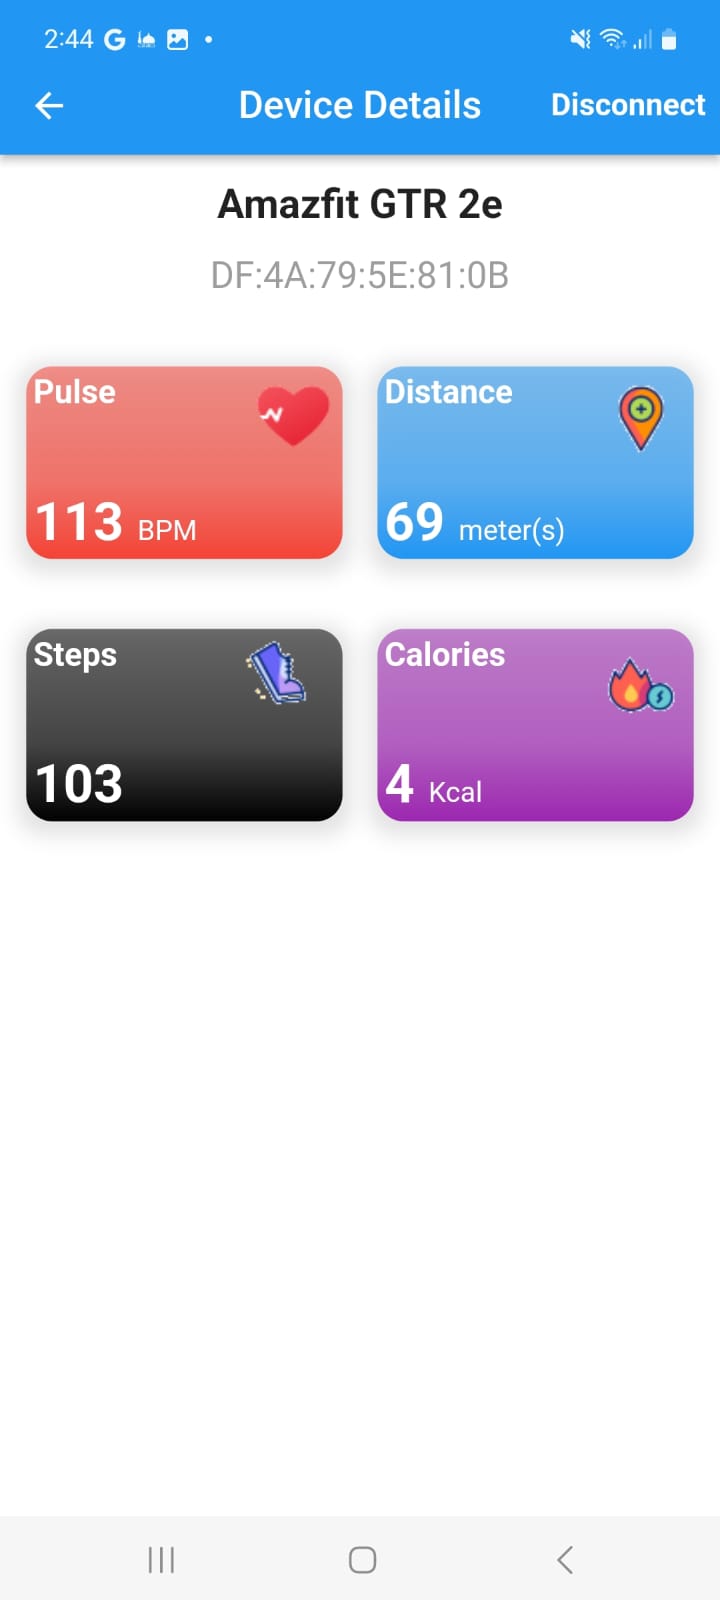 2:44
Device Details
Disconnect
Amazfit GTR 2e
DF:4A:79:5E:81:0B
Pulse
113 BPM
Distance
69 meter(s)
Steps
103
Calories
4 Kcal